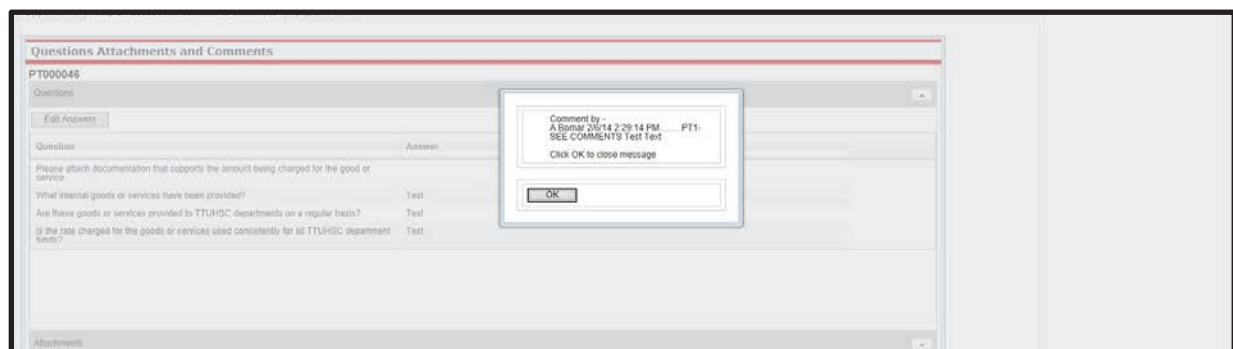 Questions Attachments and Comments
PT000046
Questions
Edit Answers
Question Answer
Please attach documentation that supports the amount being charged for the good or
service.
What internal goods or services have been provided? Test
Are these goods or services provided to TTUHSC departments on a regular basis? Test
Is the rate charged for the goods or services used consistently for all TTUHSC department Test
funds?
Comment by -
A Bomar 2/6/14 2:29:14 PM ....... PT1-
SEE COMMENTS Test Text
Click OK to close message
OK
Attachments